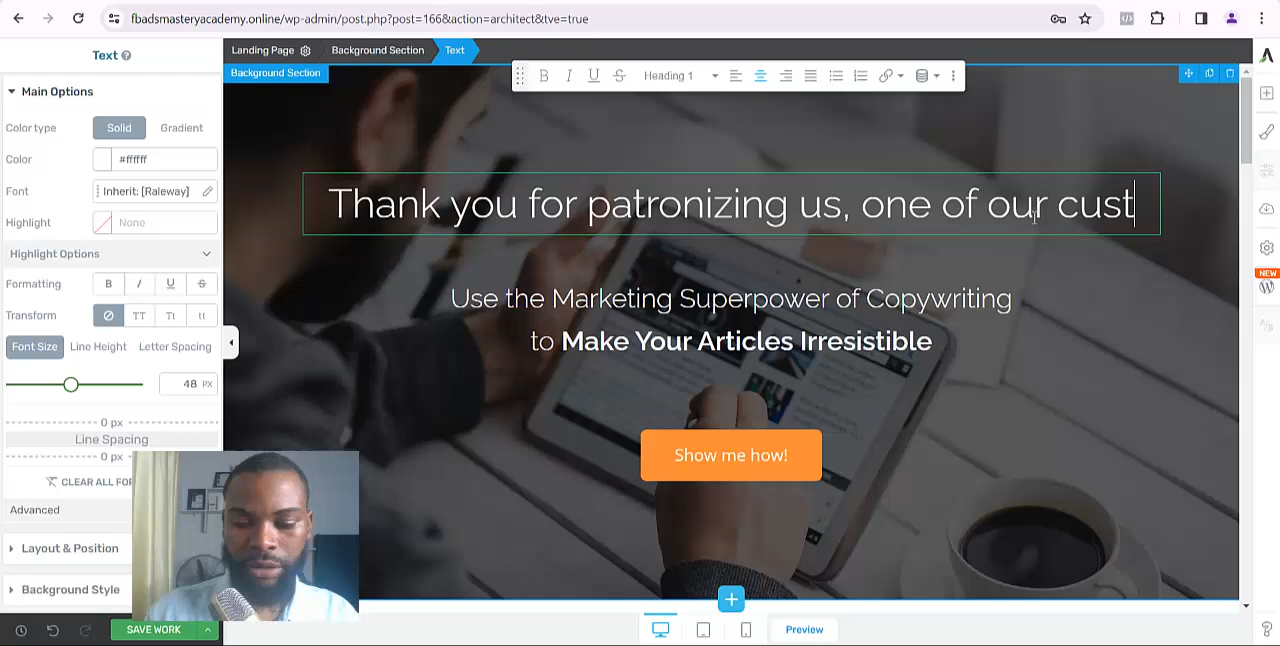 fbadsmasteryacademy.online/wp-admin/post.php?post=166&action=architect&tve=true
Text
Landing Page
Background Section
Text
Background Section
B I U S Heading 1
Main Options
Color type
Solid
Gradient
Color
#ffffff
Font
Inherit: [Raleway]
Highlight
None
Highlight Options
Formatting
B I U S
Transform
TT Tt tt
Font Size
Line Height
Letter Spacing
48 PX
0 px
Line Spacing
0 px
CLEAR ALL FOR
Advanced
Layout & Position
Background Style
SAVE WORK
Thank you for patronizing us, one of our cust
Use the Marketing Superpower of Copywriting
to Make Your Articles Irresistible
Show me how!
Preview
NEW